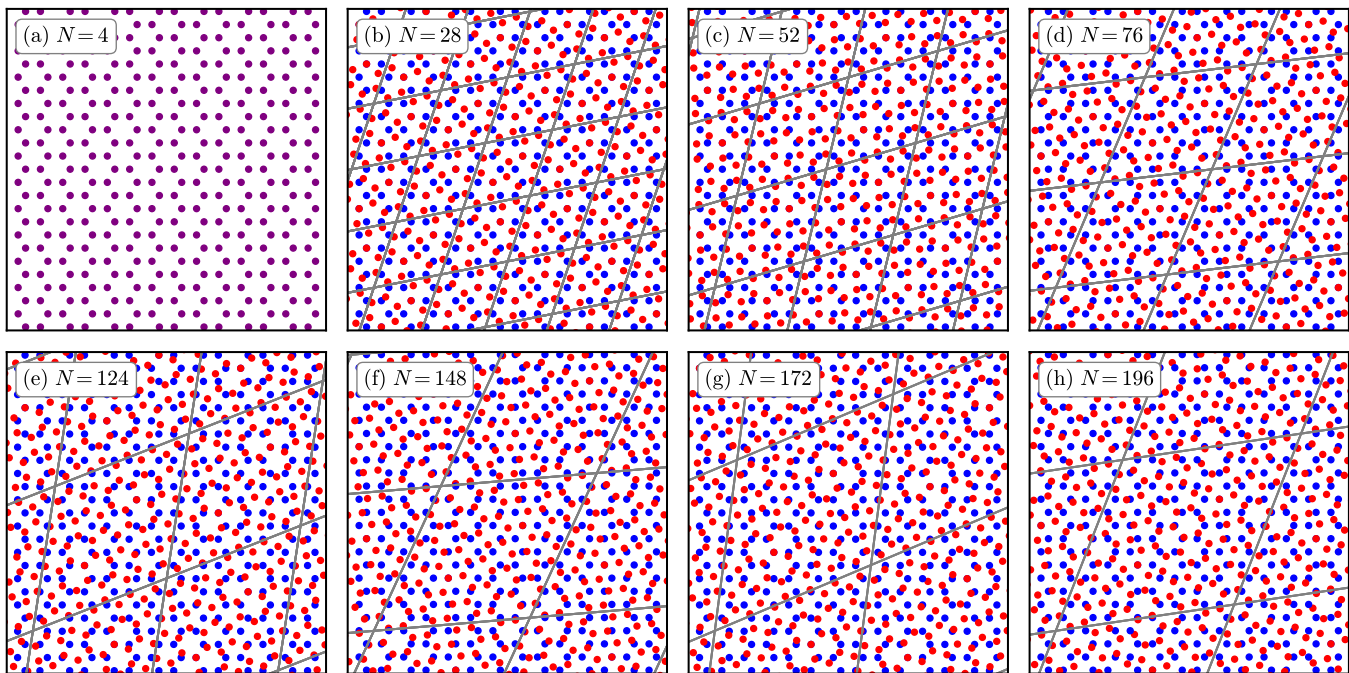 (a) N = 4
(b) N = 28
(c) N = 52
(d) N = 76
(e) N = 124
(f) N = 148
(g) N = 172
(h) N = 196